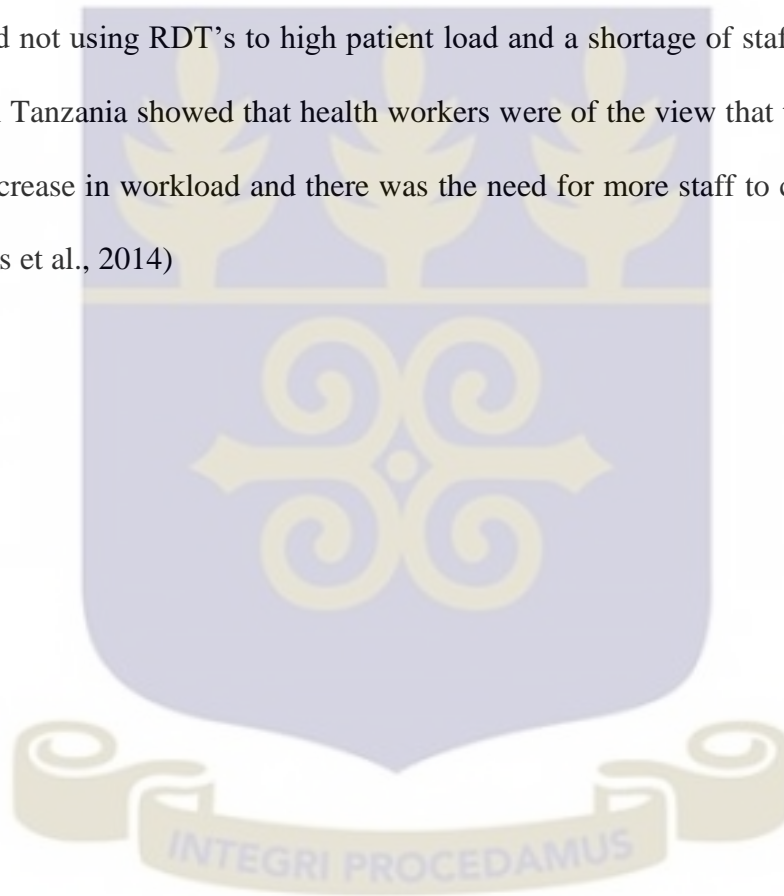 d not using RDT’s to high patient load and a shortage of staf
Tanzania showed that health workers were of the view that
crease in workload and there was the need for more staff to
s et al., 2014)
INTEGRI PROCEDAMUS